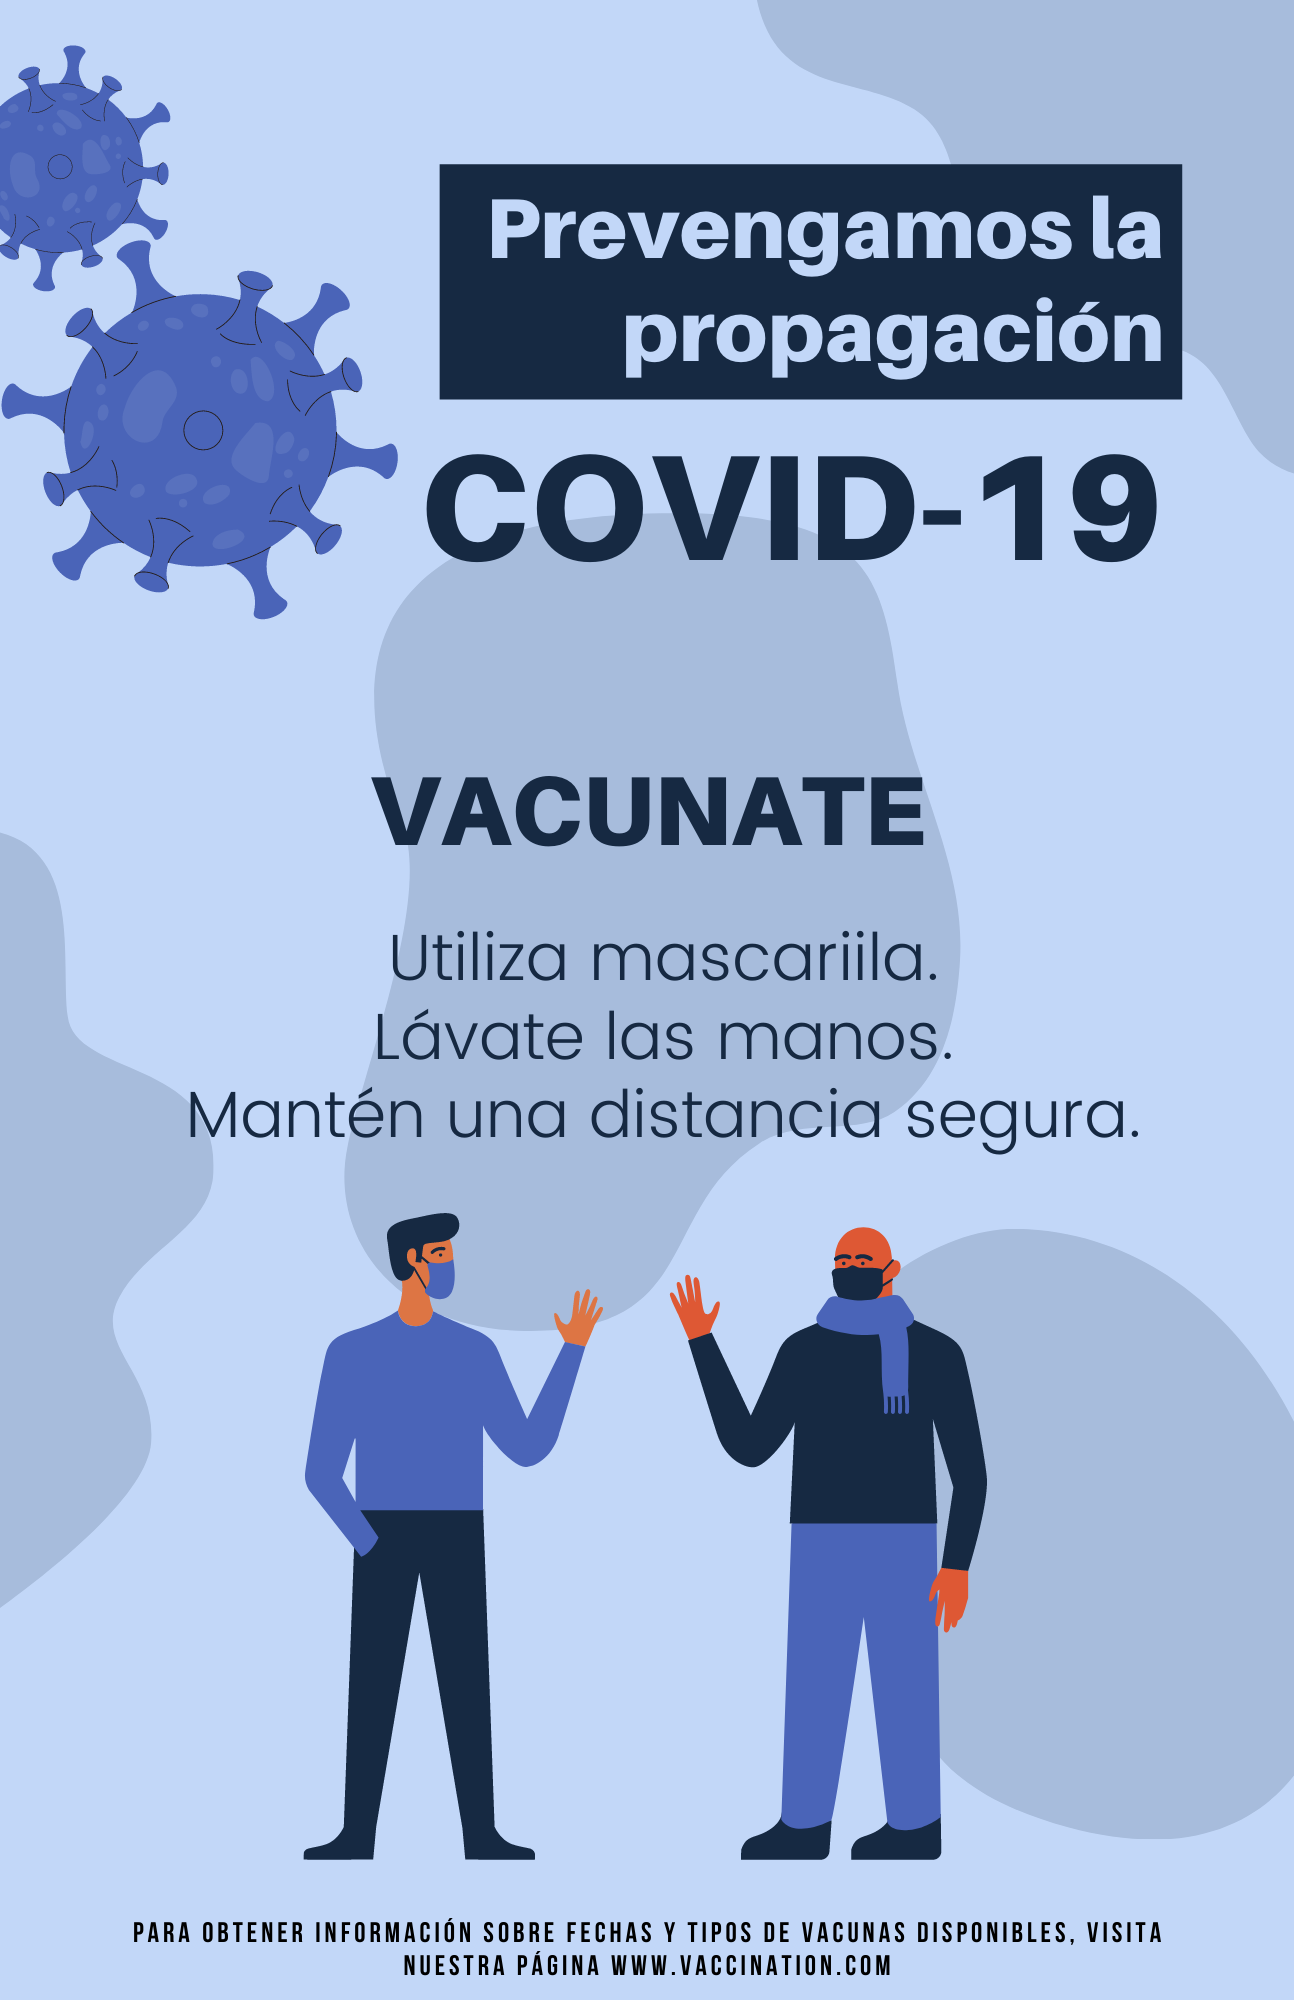 Prevengamos la
propagación
COVID-19
VACUNATE
Utiliza mascariila.
Lávate las manos.
Mantén una distancia segura.
PARA OBTENER INFORMACIÓN SOBRE FECHAS Y TIPOS DE VACUNAS DISPONIBLES, VISITA
NUESTRA PÁGINA WWW.VACCINATION.COM